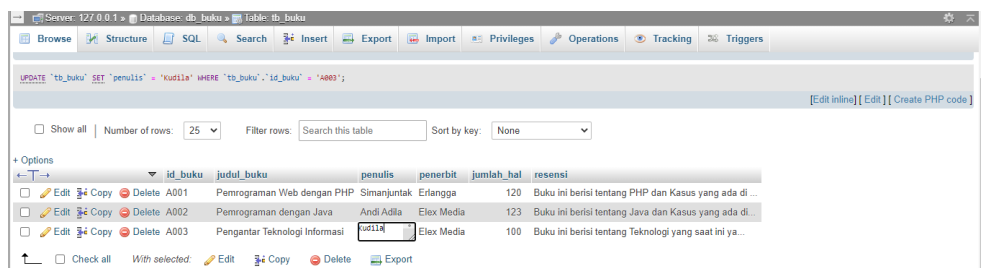 Server: 127.0.0.1 » Database: db_buku » Table: tb_buku
Browse Structure SQL Search Insert Export Import Privileges Operations Tracking Triggers
UPDATE `tb_buku` SET `penulis` = 'Kudila' WHERE `tb_buku`.`id_buku` = 'A003';
[Edit inline] [ Edit ] [ Create PHP code ]
Show all | Number of rows: 25 Filter rows: Search this table Sort by key: None
+ Options
←T→ id_buku judul_buku penulis penerbit jumlah_hal resensi
Edit Copy Delete A001 Pemrograman Web dengan PHP Simanjuntak Erlangga 120 Buku ini berisi tentang PHP dan Kasus yang ada di ...
Edit Copy Delete A002 Pemrograman dengan Java Andi Adila Elex Media 123 Buku ini berisi tentang Java dan Kasus yang ada di...
Edit Copy Delete A003 Pengantar Teknologi Informasi Kudila Elex Media 100 Buku ini berisi tentang Teknologi yang saat ini ya...
Check all With selected: Edit Copy Delete Export